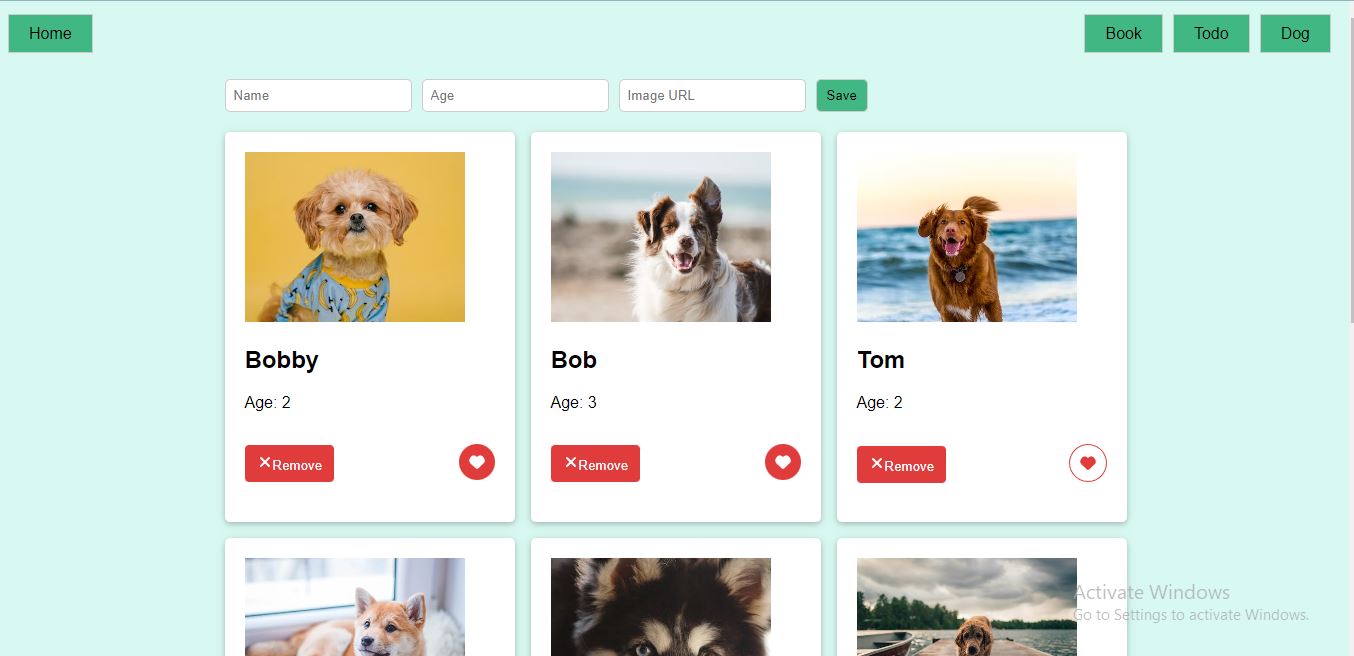 Home
Book
Todo
Dog
Name
Age
Image URL
Save
Bobby
Age: 2
Remove
Bob
Age: 3
Remove
Tom
Age: 2
Remove
Activate Windows
Go to Settings to activate Windows.